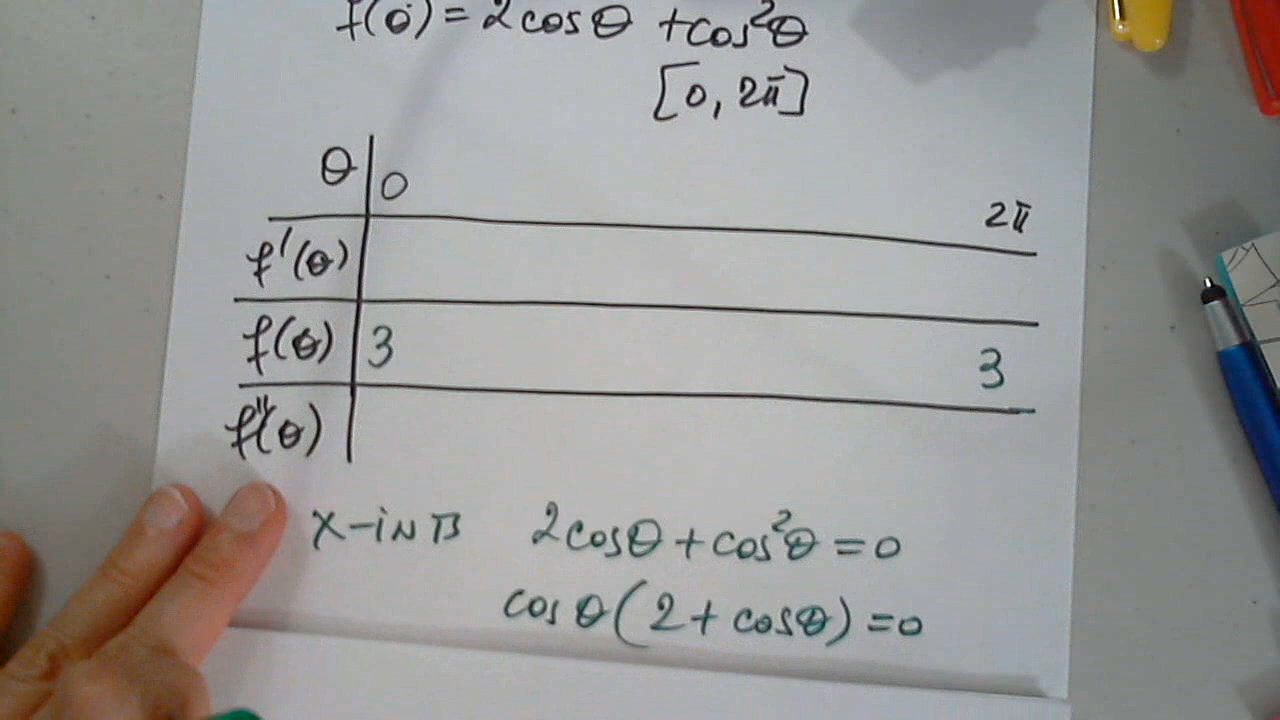 f(θ) = 2cosθ + cos²θ
[0, 2π]
θ 0 2π
f'(θ)
f(θ) 3 3
f''(θ)
x-iNTS 2cosθ + cos²θ = 0
cosθ(2 + cosθ) = 0